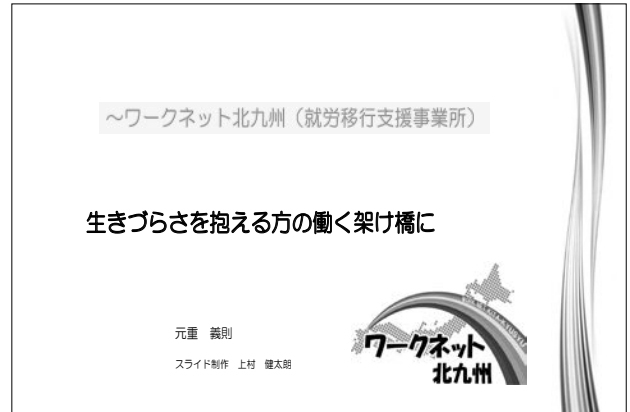 ～ワークネット北九州（就労移行支援事業所）
生きづらさを抱える方の働く架け橋に
元重　義則
スライド制作　上村　健太朗
ワークネット
北九州